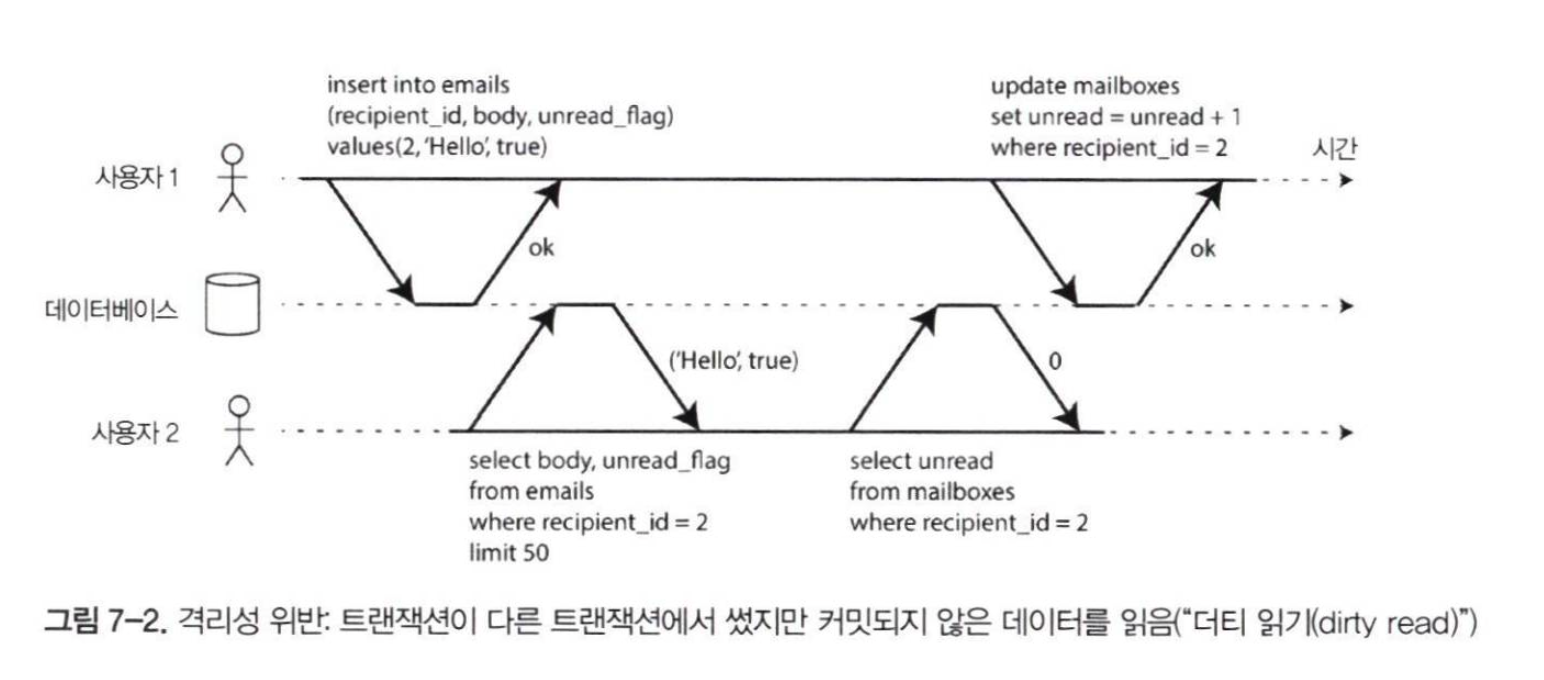 insert into emails
(recipient_id, body, unread_flag)
values(2, ‘Hello’, true)
update mailboxes
set unread = unread + 1
where recipient_id = 2
시간
사용자 1
ok
ok
데이터베이스
(‘Hello’, true)
0
사용자 2
select body, unread_flag
from emails
where recipient_id = 2
limit 50
select unread
from mailboxes
where recipient_id = 2
그림 7-2. 격리성 위반: 트랜잭션이 다른 트랜잭션에서 썼지만 커밋되지 않은 데이터를 읽음(“더티 읽기(dirty read)”)